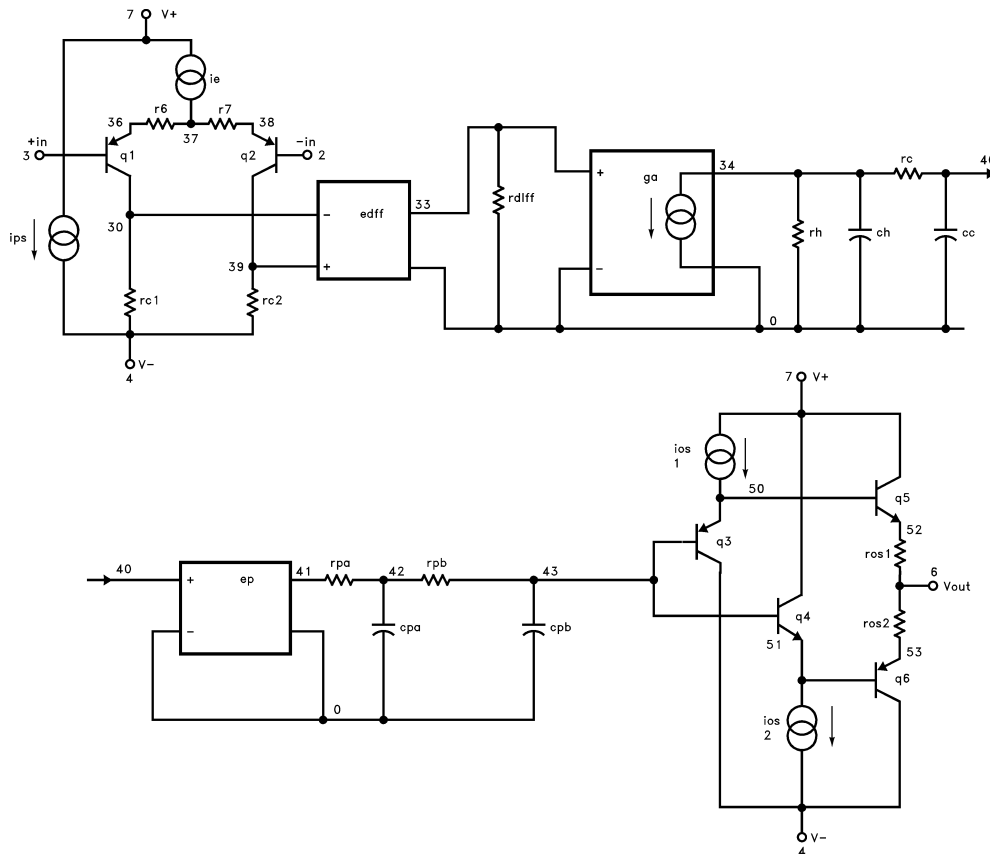 7 V+
ie
36 r6 r7 38
37
+in
3
q1
q2
-in
2
33
rdiff
+
ga
34
rc
40
edff
-
+
30
ips
39
rh
ch
cc
-
rc1
rc2
0
V-
4
7 V+
ios
1
50
q5
q3
52
ros1
6
Vout
40
+
ep
41
rpa
42
rpb
43
-
cpa
cpb
q4
51
ros2
53
q6
ios
2
0
V-
4